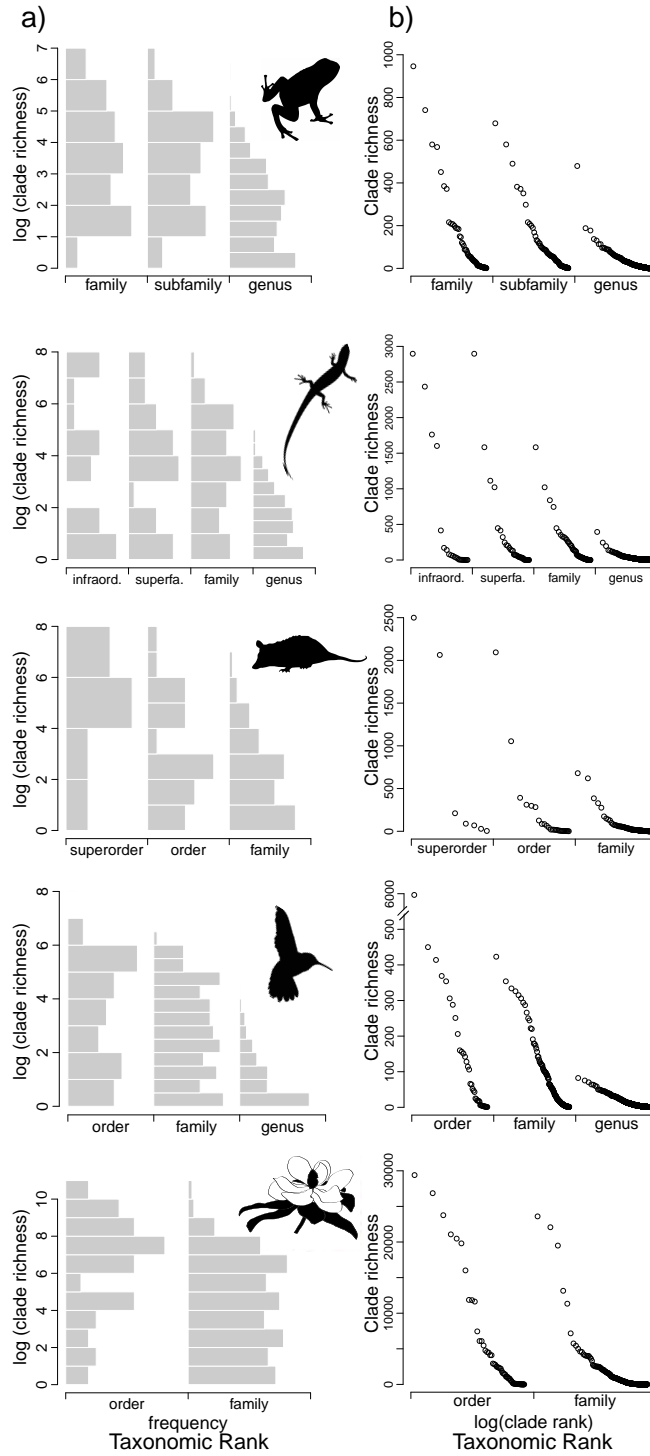 a)
b)
log (clade richness)
0 1 2 3 4 5 6 7
family subfamily genus
Clade richness
0 200 400 600 800 1000
family subfamily genus
log (clade richness)
0 2 4 6 8
infraord. superfa. family genus
Clade richness
0 500 1000 1500 2000 2500 3000
infraord. superfa. family genus
log (clade richness)
0 2 4 6 8
superorder order family
Clade richness
0 500 1000 1500 2000 2500
superorder order family
log (clade richness)
0 2 4 6 8
order family genus
Clade richness
0 100 200 300 400 500 6000
order family genus
log (clade richness)
0 2 4 6 8 10
order family
frequency
Taxonomic Rank
Clade richness
0 10000 20000 30000
order family
log(clade rank)
Taxonomic Rank